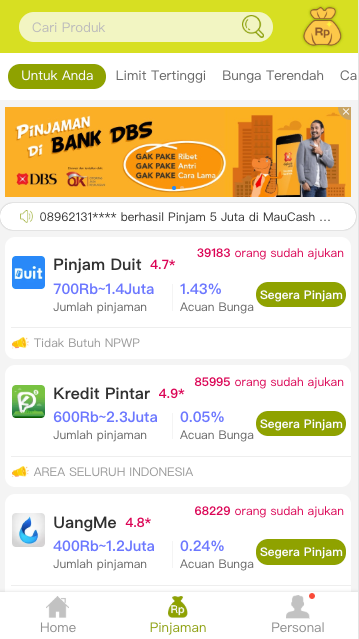 Cari Produk
Rp
Untuk Anda
Limit Tertinggi
Bunga Terendah
Ca
PINJAMAN
DI BANK DBS
GAK PAKE Ribet
GAK PAKE Antri
GAK PAKE Cara Lama
DBS
08962131**** berhasil Pinjam 5 Juta di MauCash ...
39183 orang sudah ajukan
Duit
Pinjam Duit 4.7*
700Rb~1.4Juta
1.43%
Segera Pinjam
Jumlah pinjaman
Acuan Bunga
Tidak Butuh NPWP
85995 orang sudah ajukan
Kredit Pintar 4.9*
600Rb~2.3Juta
0.05%
Segera Pinjam
Jumlah pinjaman
Acuan Bunga
AREA SELURUH INDONESIA
68229 orang sudah ajukan
UangMe 4.8*
400Rb~1.2Juta
0.24%
Segera Pinjam
Jumlah pinjaman
Acuan Bunga
Rp
Home
Pinjaman
Personal